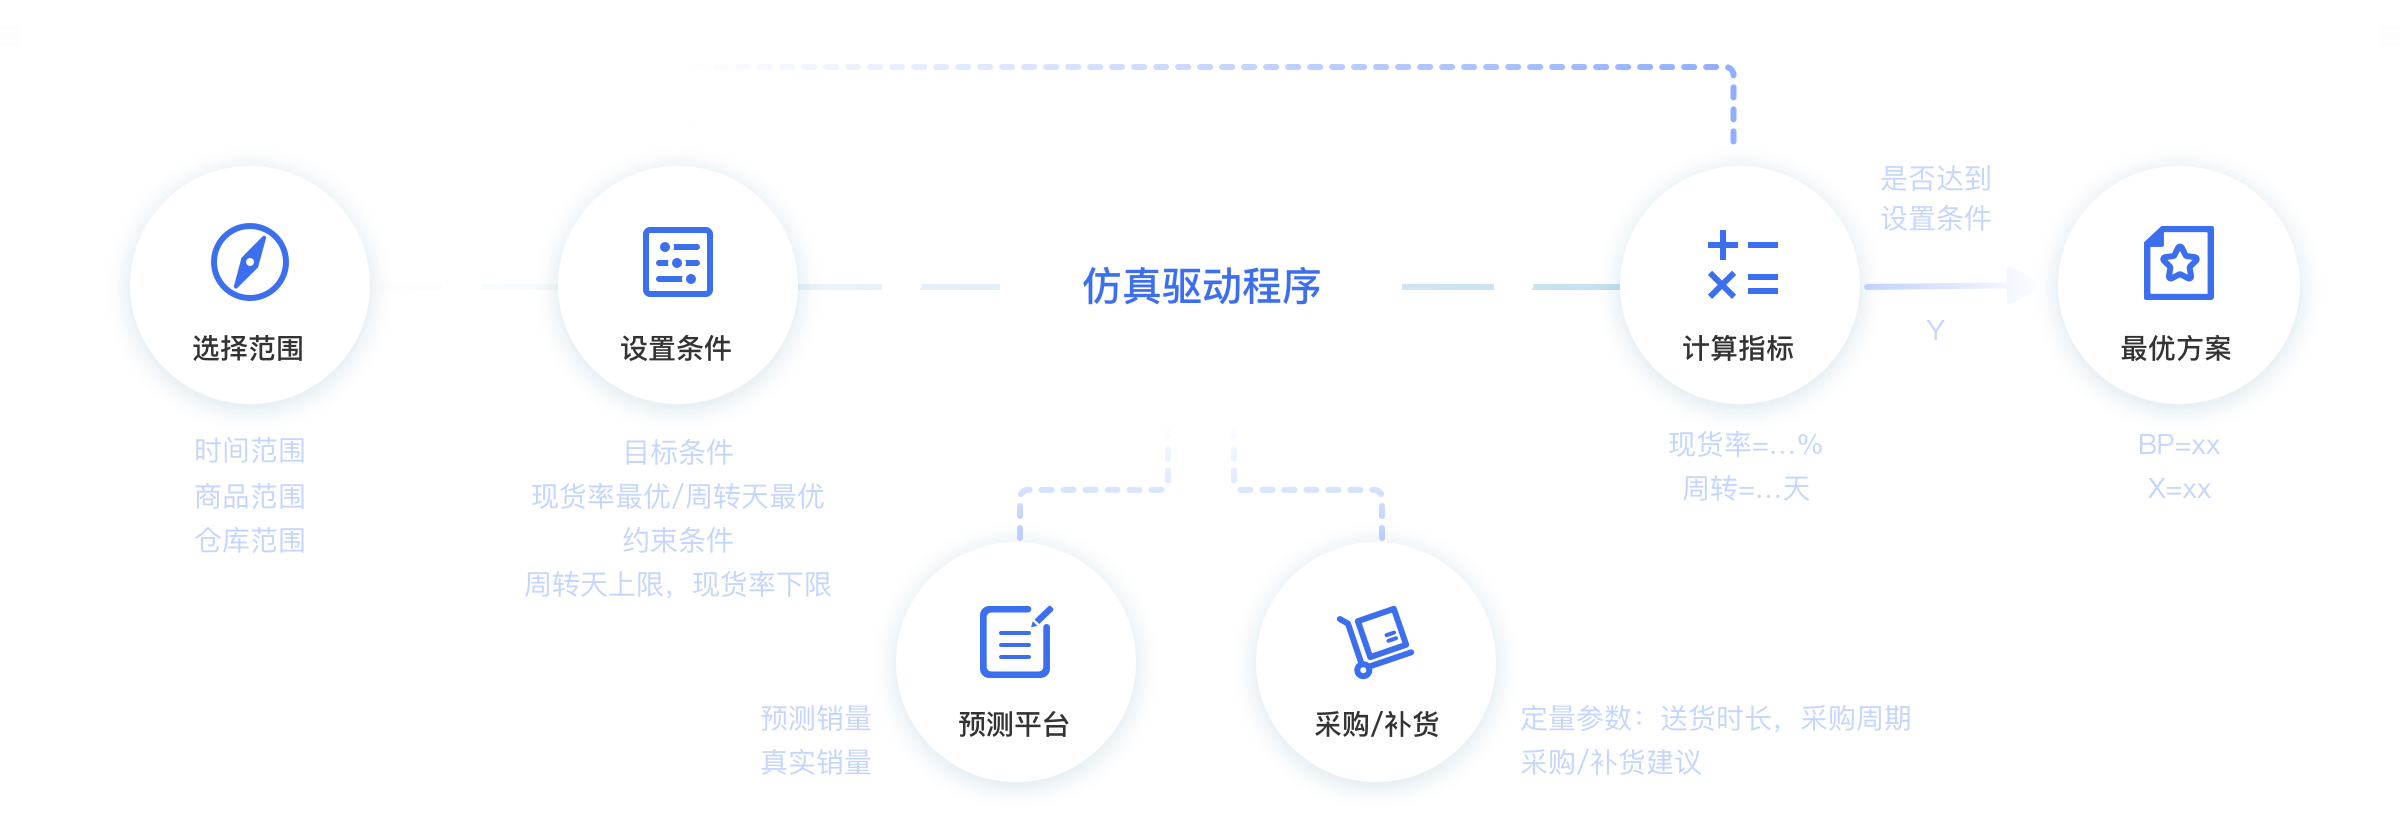 选择范围
时间范围
商品范围
仓库范围
设置条件
目标条件
现货率最优/周转天最优
约束条件
周转天上限，现货率下限
仿真驱动程序
计算指标
现货率=...%
周转=...天
是否达到
设置条件
Y
最优方案
BP=xx
X=xx
预测销量
真实销量
预测平台
采购/补货
定量参数：送货时长，采购周期
采购/补货建议